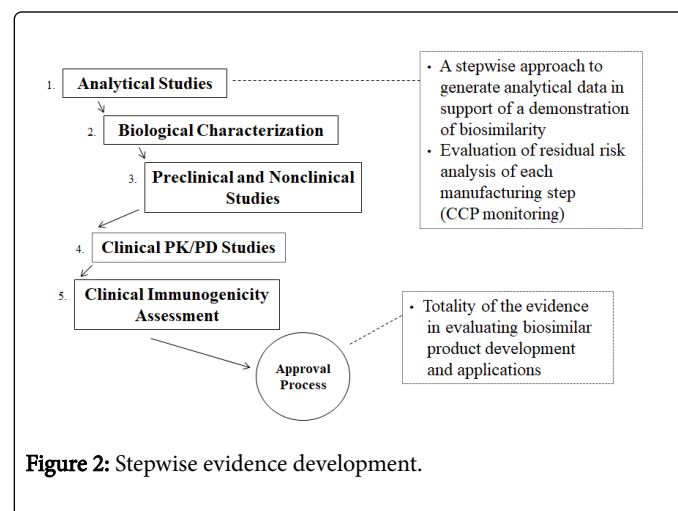 1. Analytical Studies
• A stepwise approach to
generate analytical data in
support of a demonstration
of biosimilarity
• Evaluation of residual risk
analysis of each
manufacturing step
(CCP monitoring)
2. Biological Characterization
3. Preclinical and Nonclinical
Studies
4. Clinical PK/PD Studies
5. Clinical Immunogenicity
Assessment
• Totality of the evidence
in evaluating biosimilar
product development
and applications
Approval
Process
Figure 2: Stepwise evidence development.